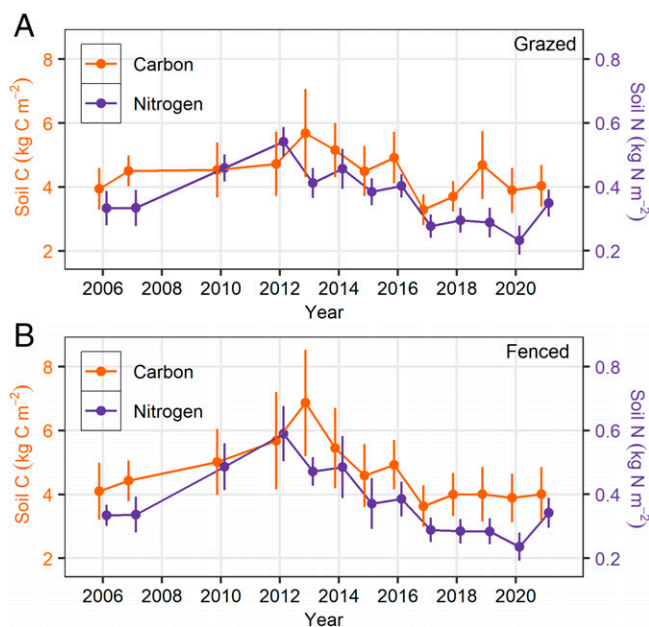 A
Grazed
Carbon
Nitrogen
8
6
4
2
0.8
0.6
0.4
0.2
Soil C (kg C m⁻²)
Soil N (kg N m⁻²)
2006 2008 2010 2012 2014 2016 2018 2020
Year
B
Fenced
Carbon
Nitrogen
8
6
4
2
0.8
0.6
0.4
0.2
Soil C (kg C m⁻²)
Soil N (kg N m⁻²)
2006 2008 2010 2012 2014 2016 2018 2020
Year